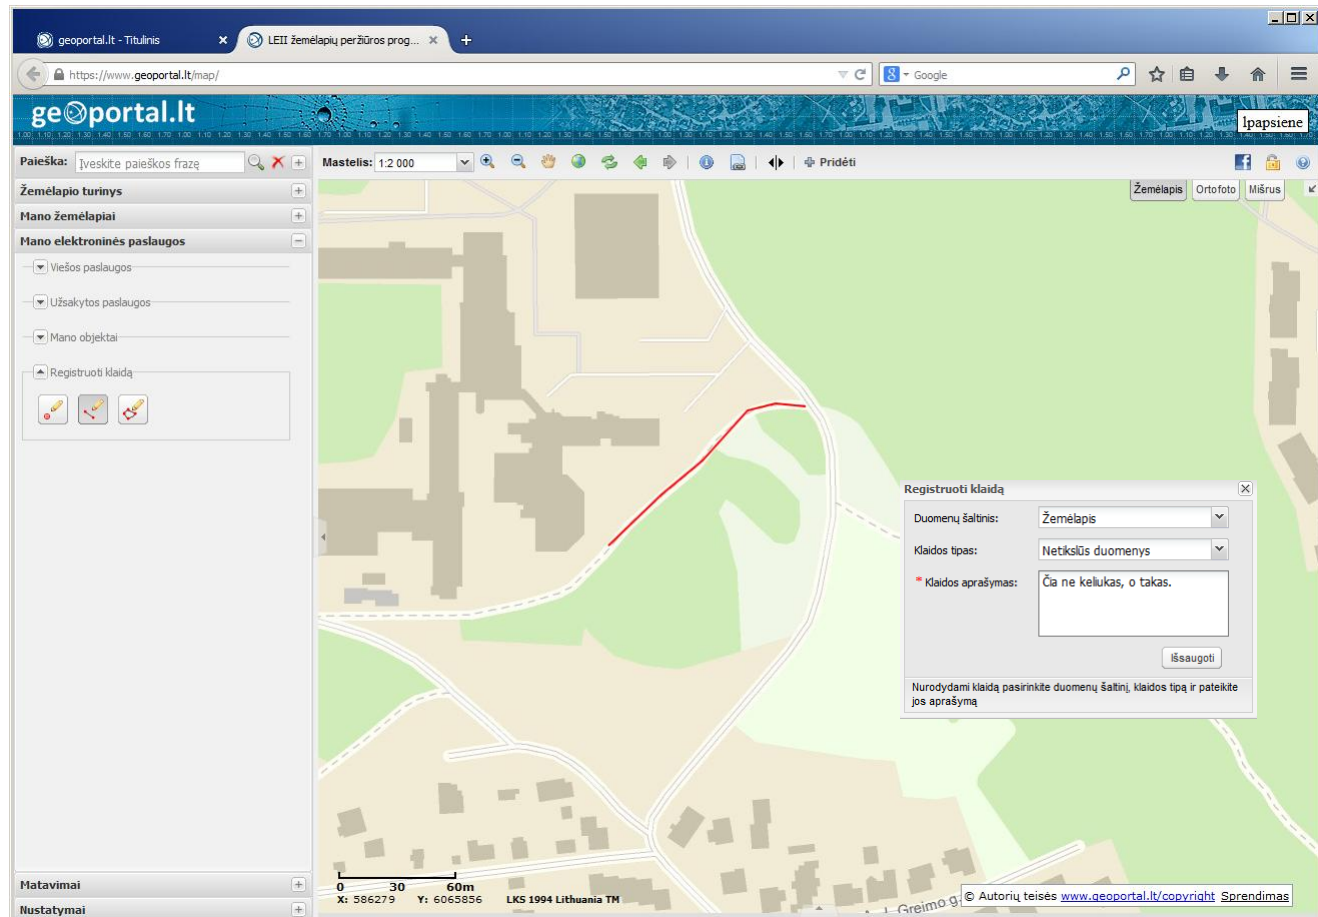 geoportal.lt - Titulinis
LEII žemėlapių peržiūros prog...
https://www.geoportal.lt/map/
Google
geoportal.lt
lpapsiene
Paieška: Įveskite paieškos frazę
Mastelis: 1:2 000
Pridėti
Žemėlapio turinys
Žemėlapis Ortofoto Mišrus
Mano žemėlapiai
Mano elektroninės paslaugos
Viešos paslaugos
Užsakytos paslaugos
Mano objektai
Registruoti klaidą
Registruoti klaidą
Duomenų šaltinis: Žemėlapis
Klaidos tipas: Netikslūs duomenys
* Klaidos aprašymas: Čia ne keliukas, o takas.
Išsaugoti
Nurodydami klaidą pasirinkite duomenų šaltinį, klaidos tipą ir pateikite
jos aprašymą
Matavimai
0 30 60m
X: 586279 Y: 6065856 LKS 1994 Lithuania TM
J. Greimo g.
© Autorių teisės www.geoportal.lt/copyright Sprendimas
Nustatymai